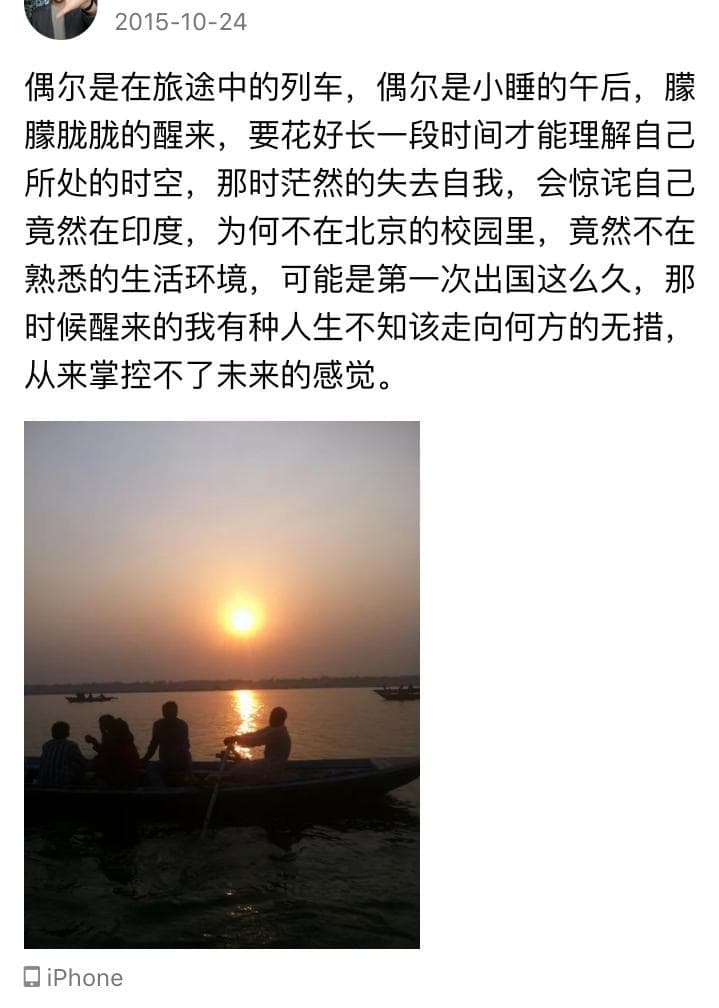 2015-10-24
偶尔是在旅途中的列车，偶尔是小睡的午后，朦
朦胧胧的醒来，要花好长一段时间才能理解自己
所处的时空，那时茫然的失去自我，会惊诧自己
竟然在印度，为何不在北京的校园里，竟然不在
熟悉的生活环境，可能是第一次出国这么久，那
时候醒来的我有种人生不知该走向何方的无措，
从来掌控不了未来的感觉。
iPhone